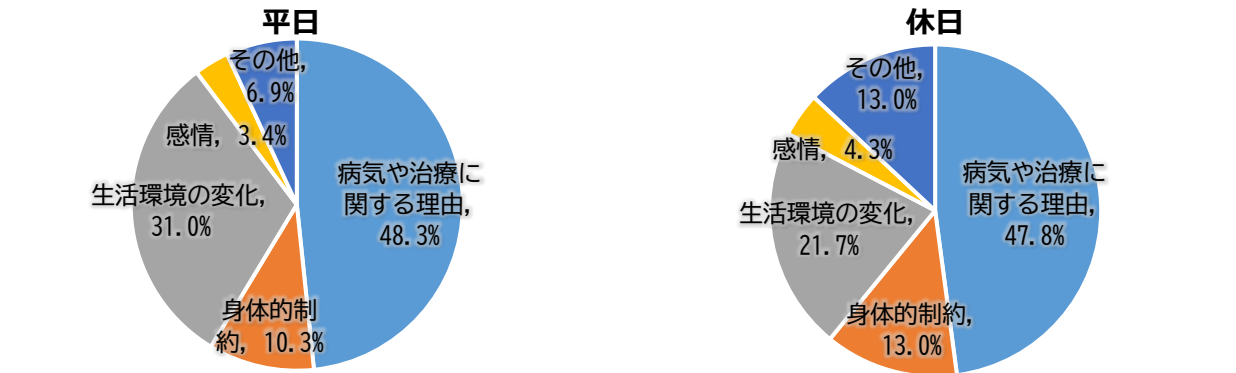 平日
その他,
6.9%
感情, 3.4%
生活環境の変化,
31.0%
病気や治療に
関する理由,
48.3%
身体的制
約, 10.3%
休日
その他,
13.0%
感情, 4.3%
生活環境の変化,
21.7%
病気や治療に
関する理由,
47.8%
身体的制約,
13.0%